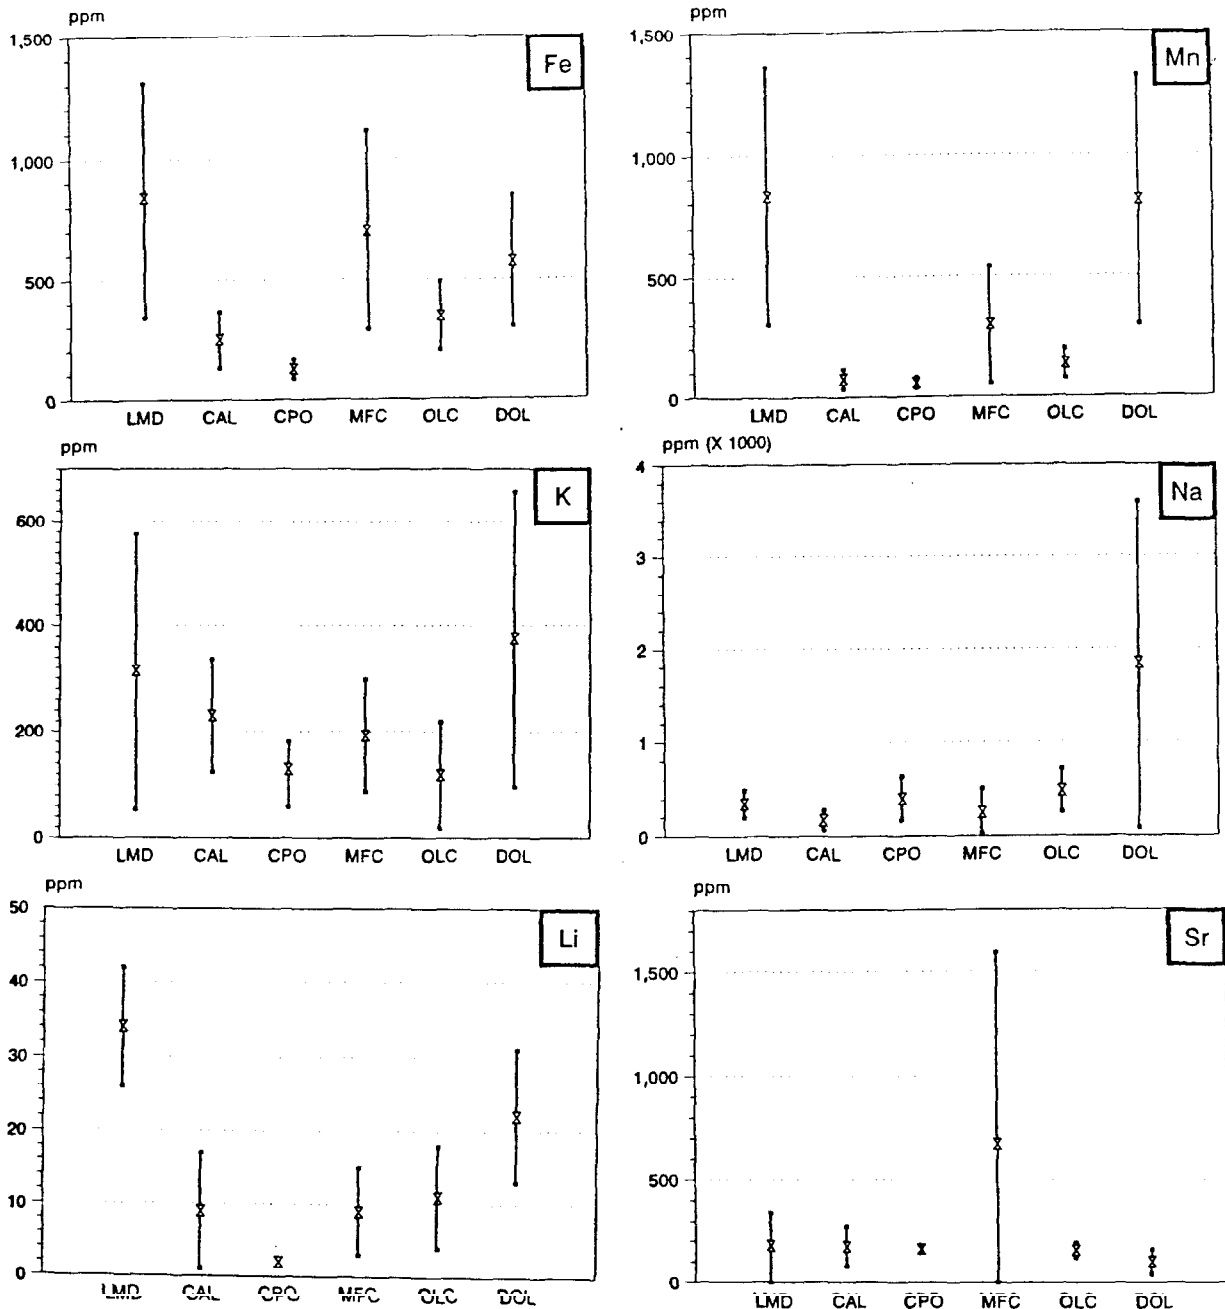 ppm
1,500
1,000
500
0
Fe
LMD CAL CPO MFC OLC DOL
ppm
1,500
1,000
500
0
Mn
LMD CAL CPO MFC OLC DOL
ppm
600
400
200
0
K
LMD CAL CPO MFC OLC DOL
ppm (X 1000)
4
3
2
1
0
Na
LMD CAL CPO MFC OLC DOL
ppm
50
40
30
20
10
0
Li
LMD CAL CPO MFC OLC DOL
ppm
1,500
1,000
500
0
Sr
LMD CAL CPO MFC OLC DOL